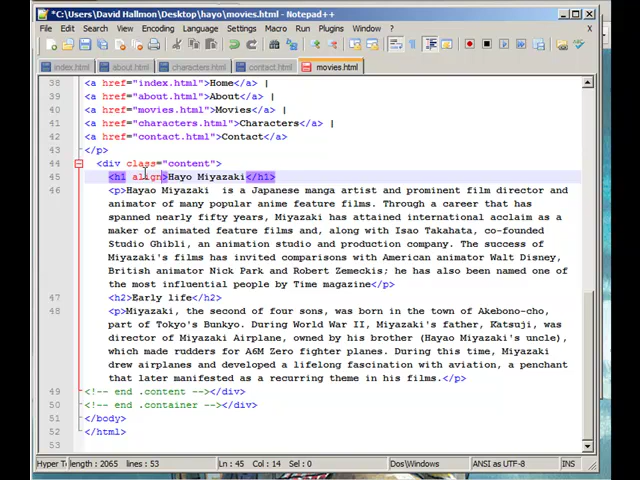 *C:\Users\David Hallmon\Desktop\hayo\movies.html - Notepad++
File Edit Search View Encoding Language Settings Macro Run Plugins Window ? X
index.html about.html characters.html contact.html movies.html
38 <a href="index.html">Home</a> |
39 <a href="about.html">About</a> |
40 <a href="movies.html">Movies</a> |
41 <a href="characters.html">Characters</a> |
42 <a href="contact.html">Contact</a>
43 </p>
44 <div class="content">
45 <h1 align>Hayo Miyazaki</h1>
46 <p>Hayao Miyazaki  is a Japanese manga artist and prominent film director and
animator of many popular anime feature films. Through a career that has
spanned nearly fifty years, Miyazaki has attained international acclaim as a
maker of animated feature films and, along with Isao Takahata, co-founded
Studio Ghibli, an animation studio and production company. The success of
Miyazaki's films has invited comparisons with American animator Walt Disney,
British animator Nick Park and Robert Zemeckis; he has also been named one of
the most influential people by Time magazine</p>
47 <h2>Early life</h2>
48 <p>Miyazaki, the second of four sons, was born in the town of Akebono-cho,
part of Tokyo's Bunkyo. During World War II, Miyazaki's father, Katsuji, was
director of Miyazaki Airplane, owned by his brother (Hayao Miyazaki's uncle),
which made rudders for A6M Zero fighter planes. During this time, Miyazaki
drew airplanes and developed a lifelong fascination with aviation, a penchant
that later manifested as a recurring theme in his films.</p>
49 <!-- end .content --></div>
50 <!-- end .container --></div>
51 </body>
52 </html>
53
Hyper Te length : 2065 lines : 53 Ln : 45 Col : 14 Sel : 0 Dos\Windows ANSI as UTF-8 INS